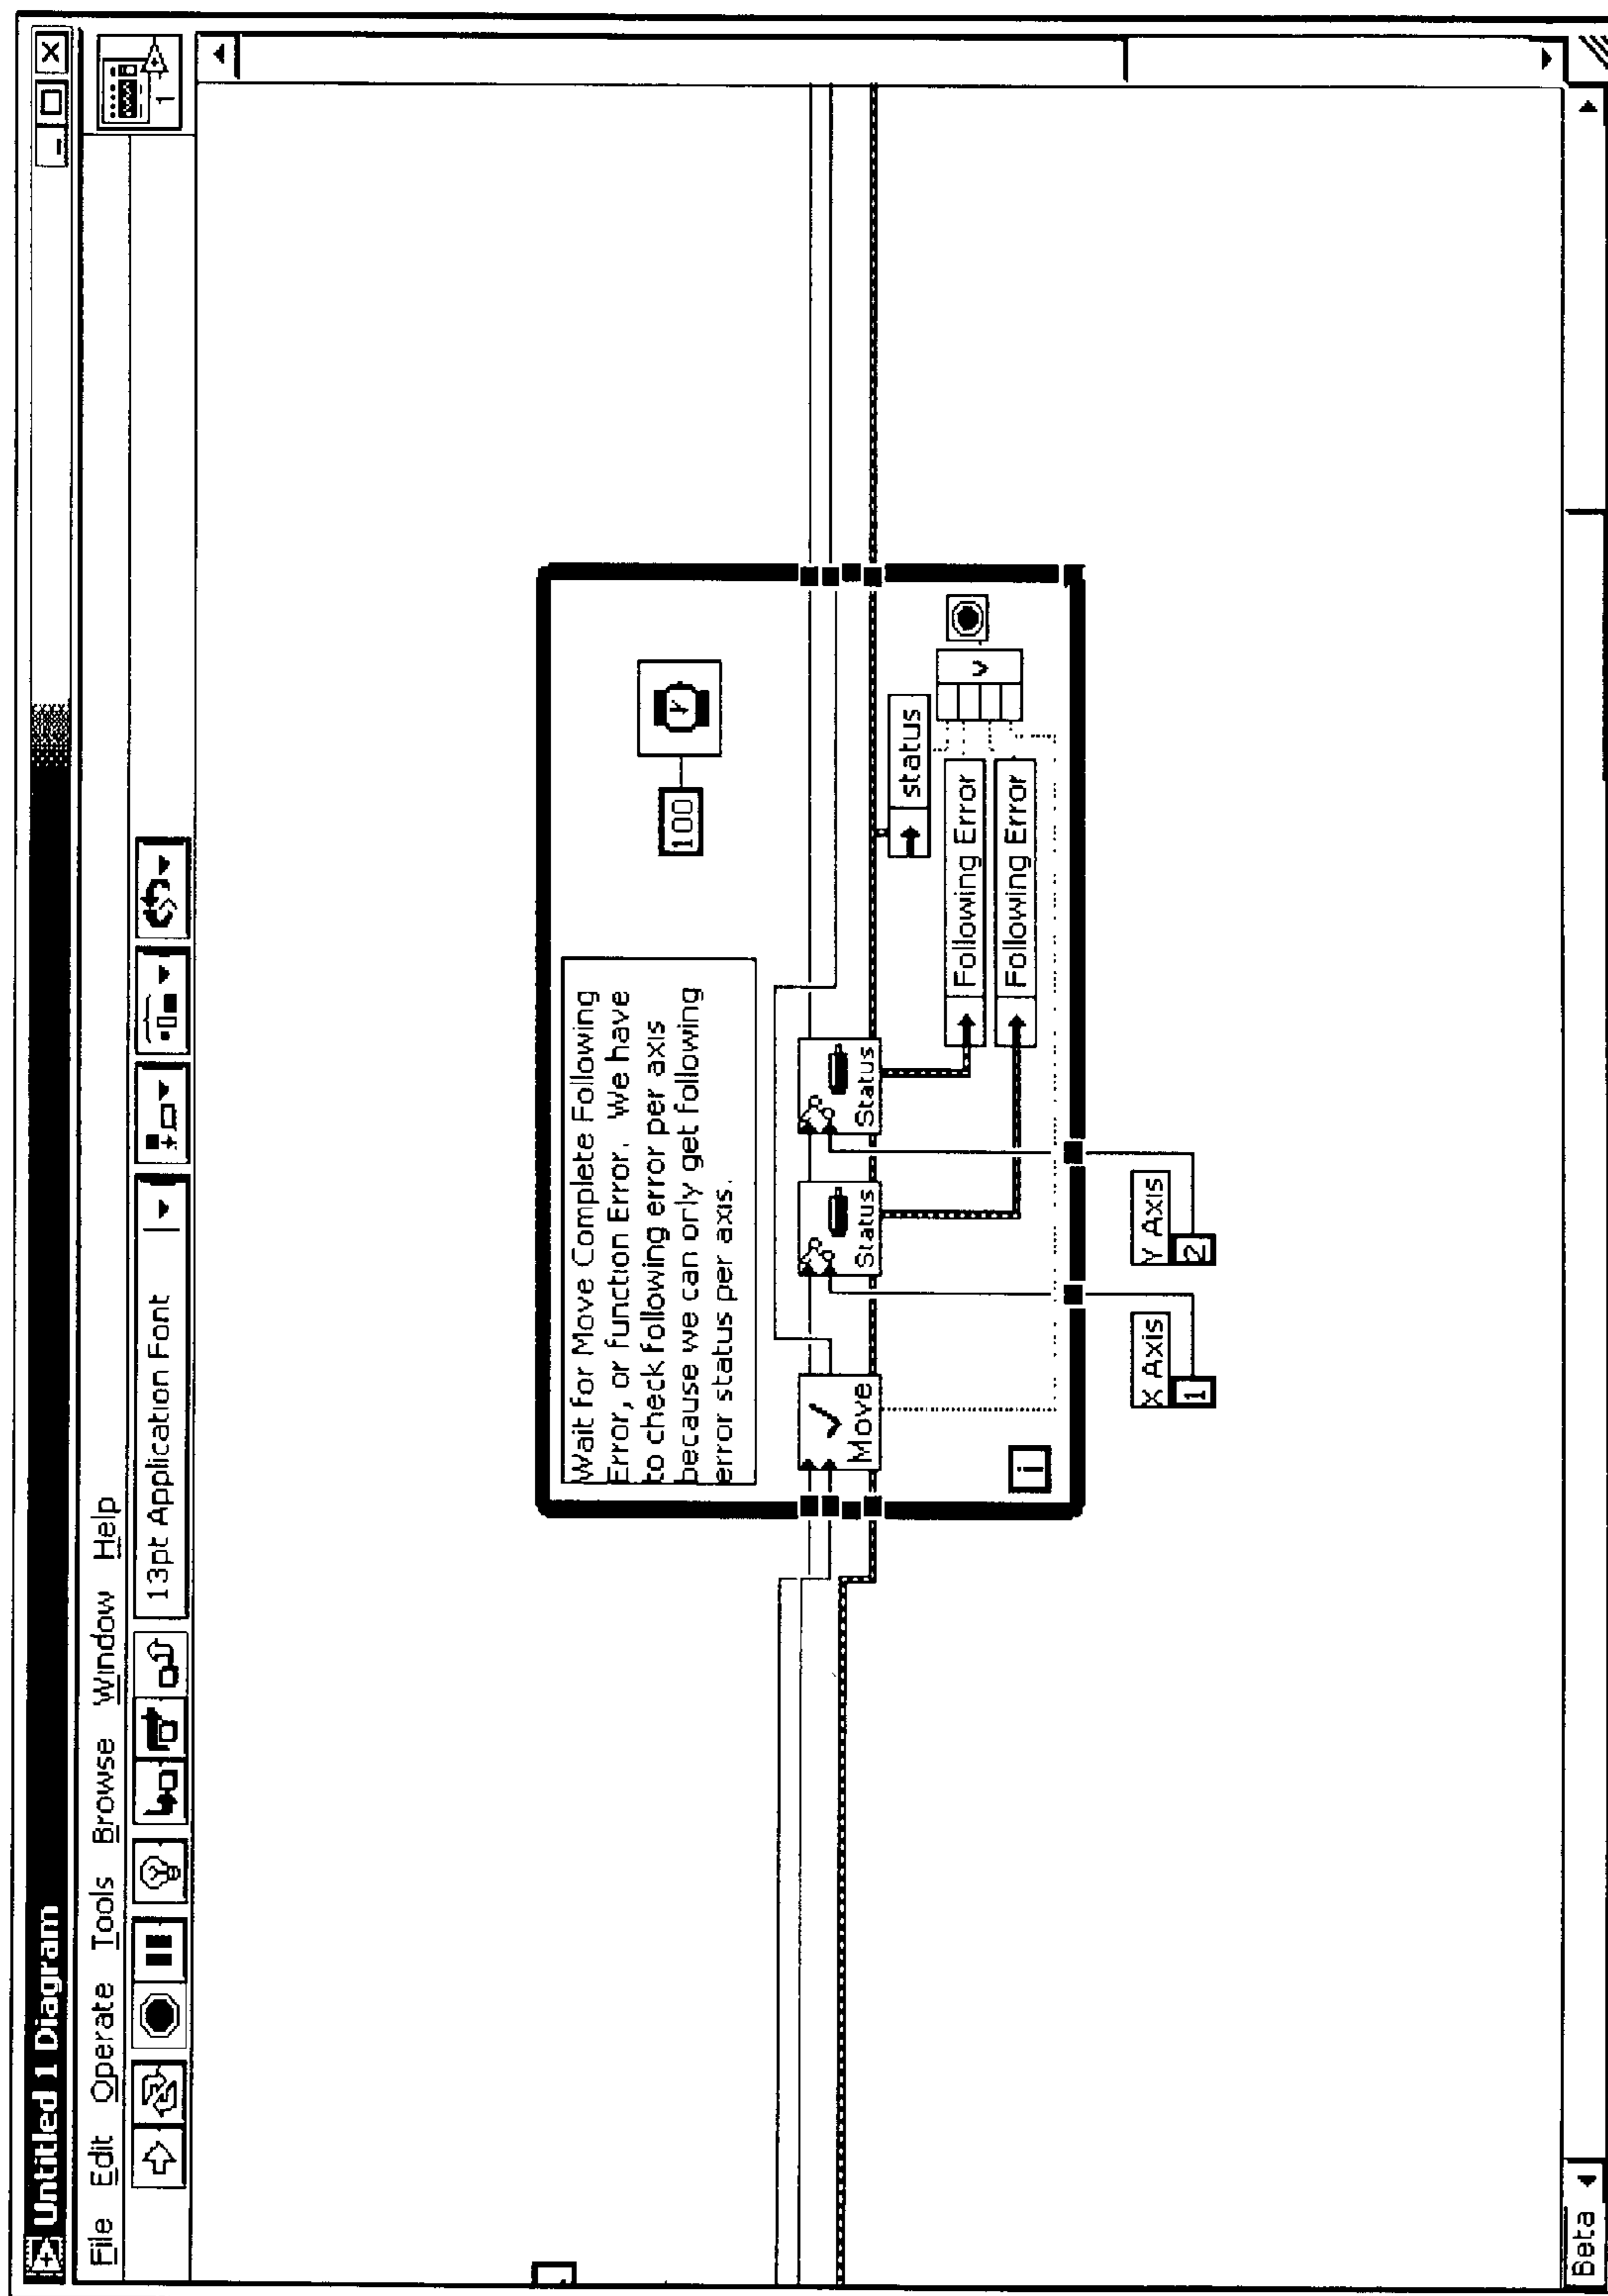 Untitled 1 Diagram
File Edit Operate Tools Browse Window Help
13pt Application Font
1
Wait for Move Complete Following
Error, or function Error. We have
to check following error per axis
because we can only get following
error status per axis.
100
Move
Status
Status
status
Following Error
Following Error
V
i
X Axis
1
Y Axis
2
Beta